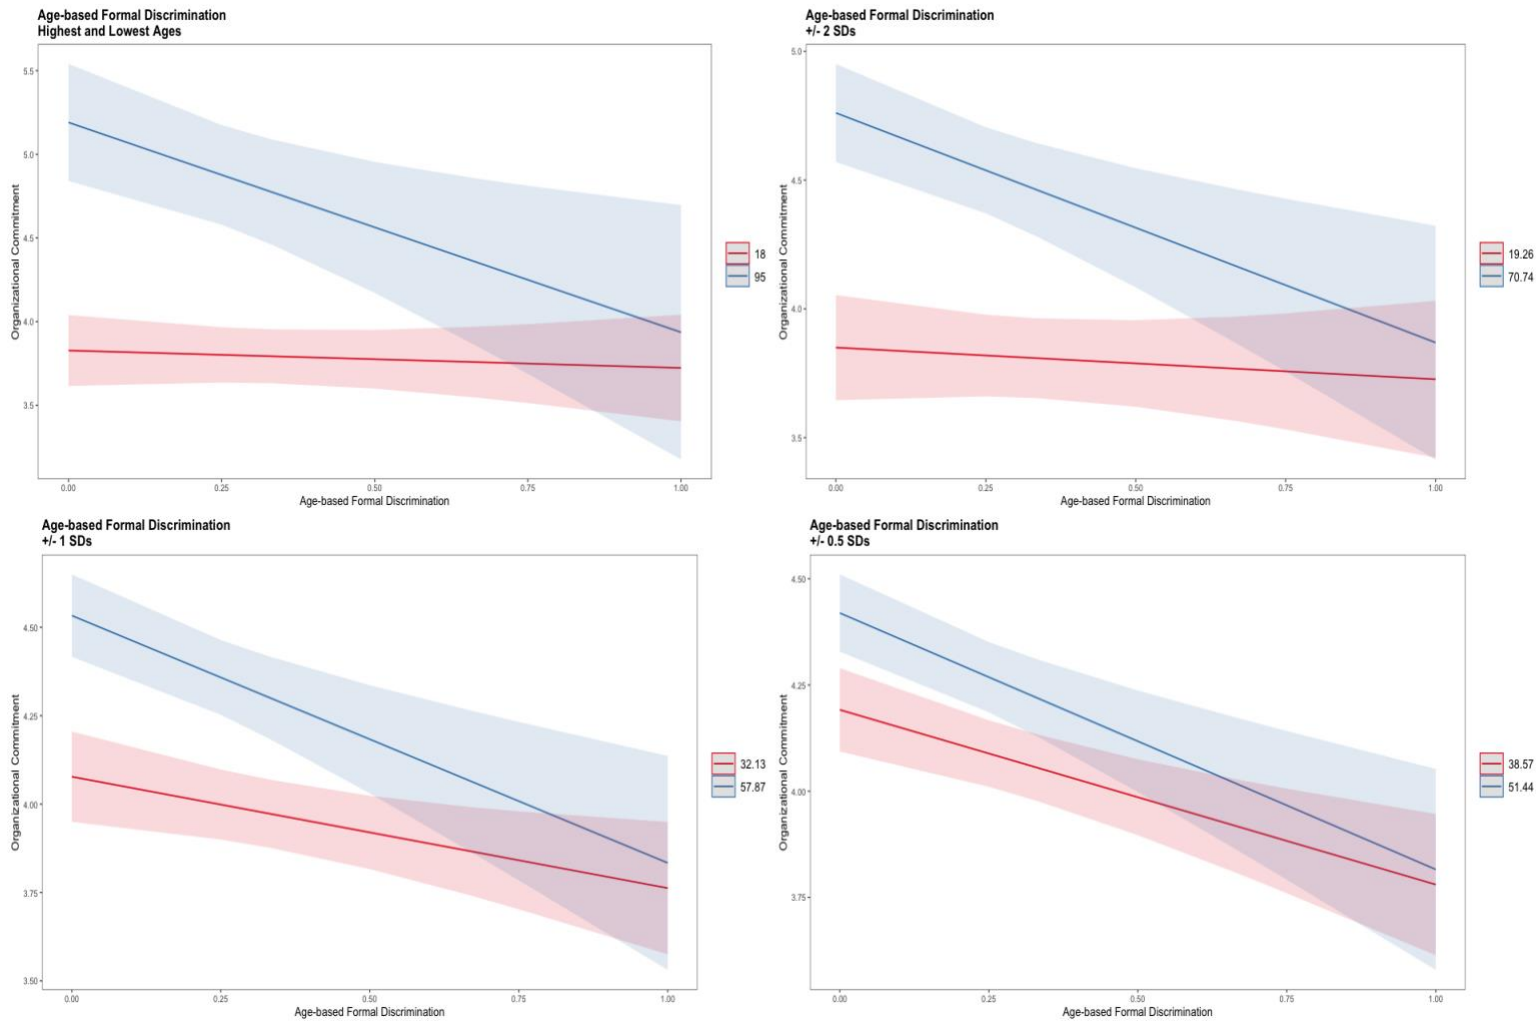 Age-based Formal Discrimination
Highest and Lowest Ages
Organizational Commitment
5.5
5.0
4.5
4.0
3.5
0.00
0.25
0.50
0.75
1.00
Age-based Formal Discrimination
18
95
Age-based Formal Discrimination
+/- 2 SDs
Organizational Commitment
5.0
4.5
4.0
3.5
0.00
0.25
0.50
0.75
1.00
Age-based Formal Discrimination
19.26
70.74
Age-based Formal Discrimination
+/- 1 SDs
Organizational Commitment
4.50
4.25
4.00
3.75
3.50
0.00
0.25
0.50
0.75
1.00
Age-based Formal Discrimination
32.13
57.87
Age-based Formal Discrimination
+/- 0.5 SDs
Organizational Commitment
4.50
4.25
4.00
3.75
0.00
0.25
0.50
0.75
1.00
Age-based Formal Discrimination
38.57
51.44